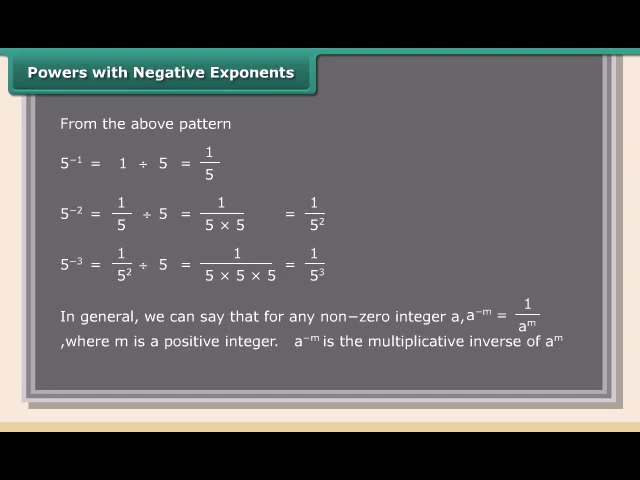 Powers with Negative Exponents
From the above pattern
5⁻¹ = 1 ÷ 5 = 1/5
5⁻² = 1/5 ÷ 5 = 1/(5 × 5) = 1/5²
5⁻³ = 1/5² ÷ 5 = 1/(5 × 5 × 5) = 1/5³
In general, we can say that for any non−zero integer a, a⁻ᵐ = 1/aᵐ
,where m is a positive integer. a⁻ᵐ is the multiplicative inverse of aᵐ